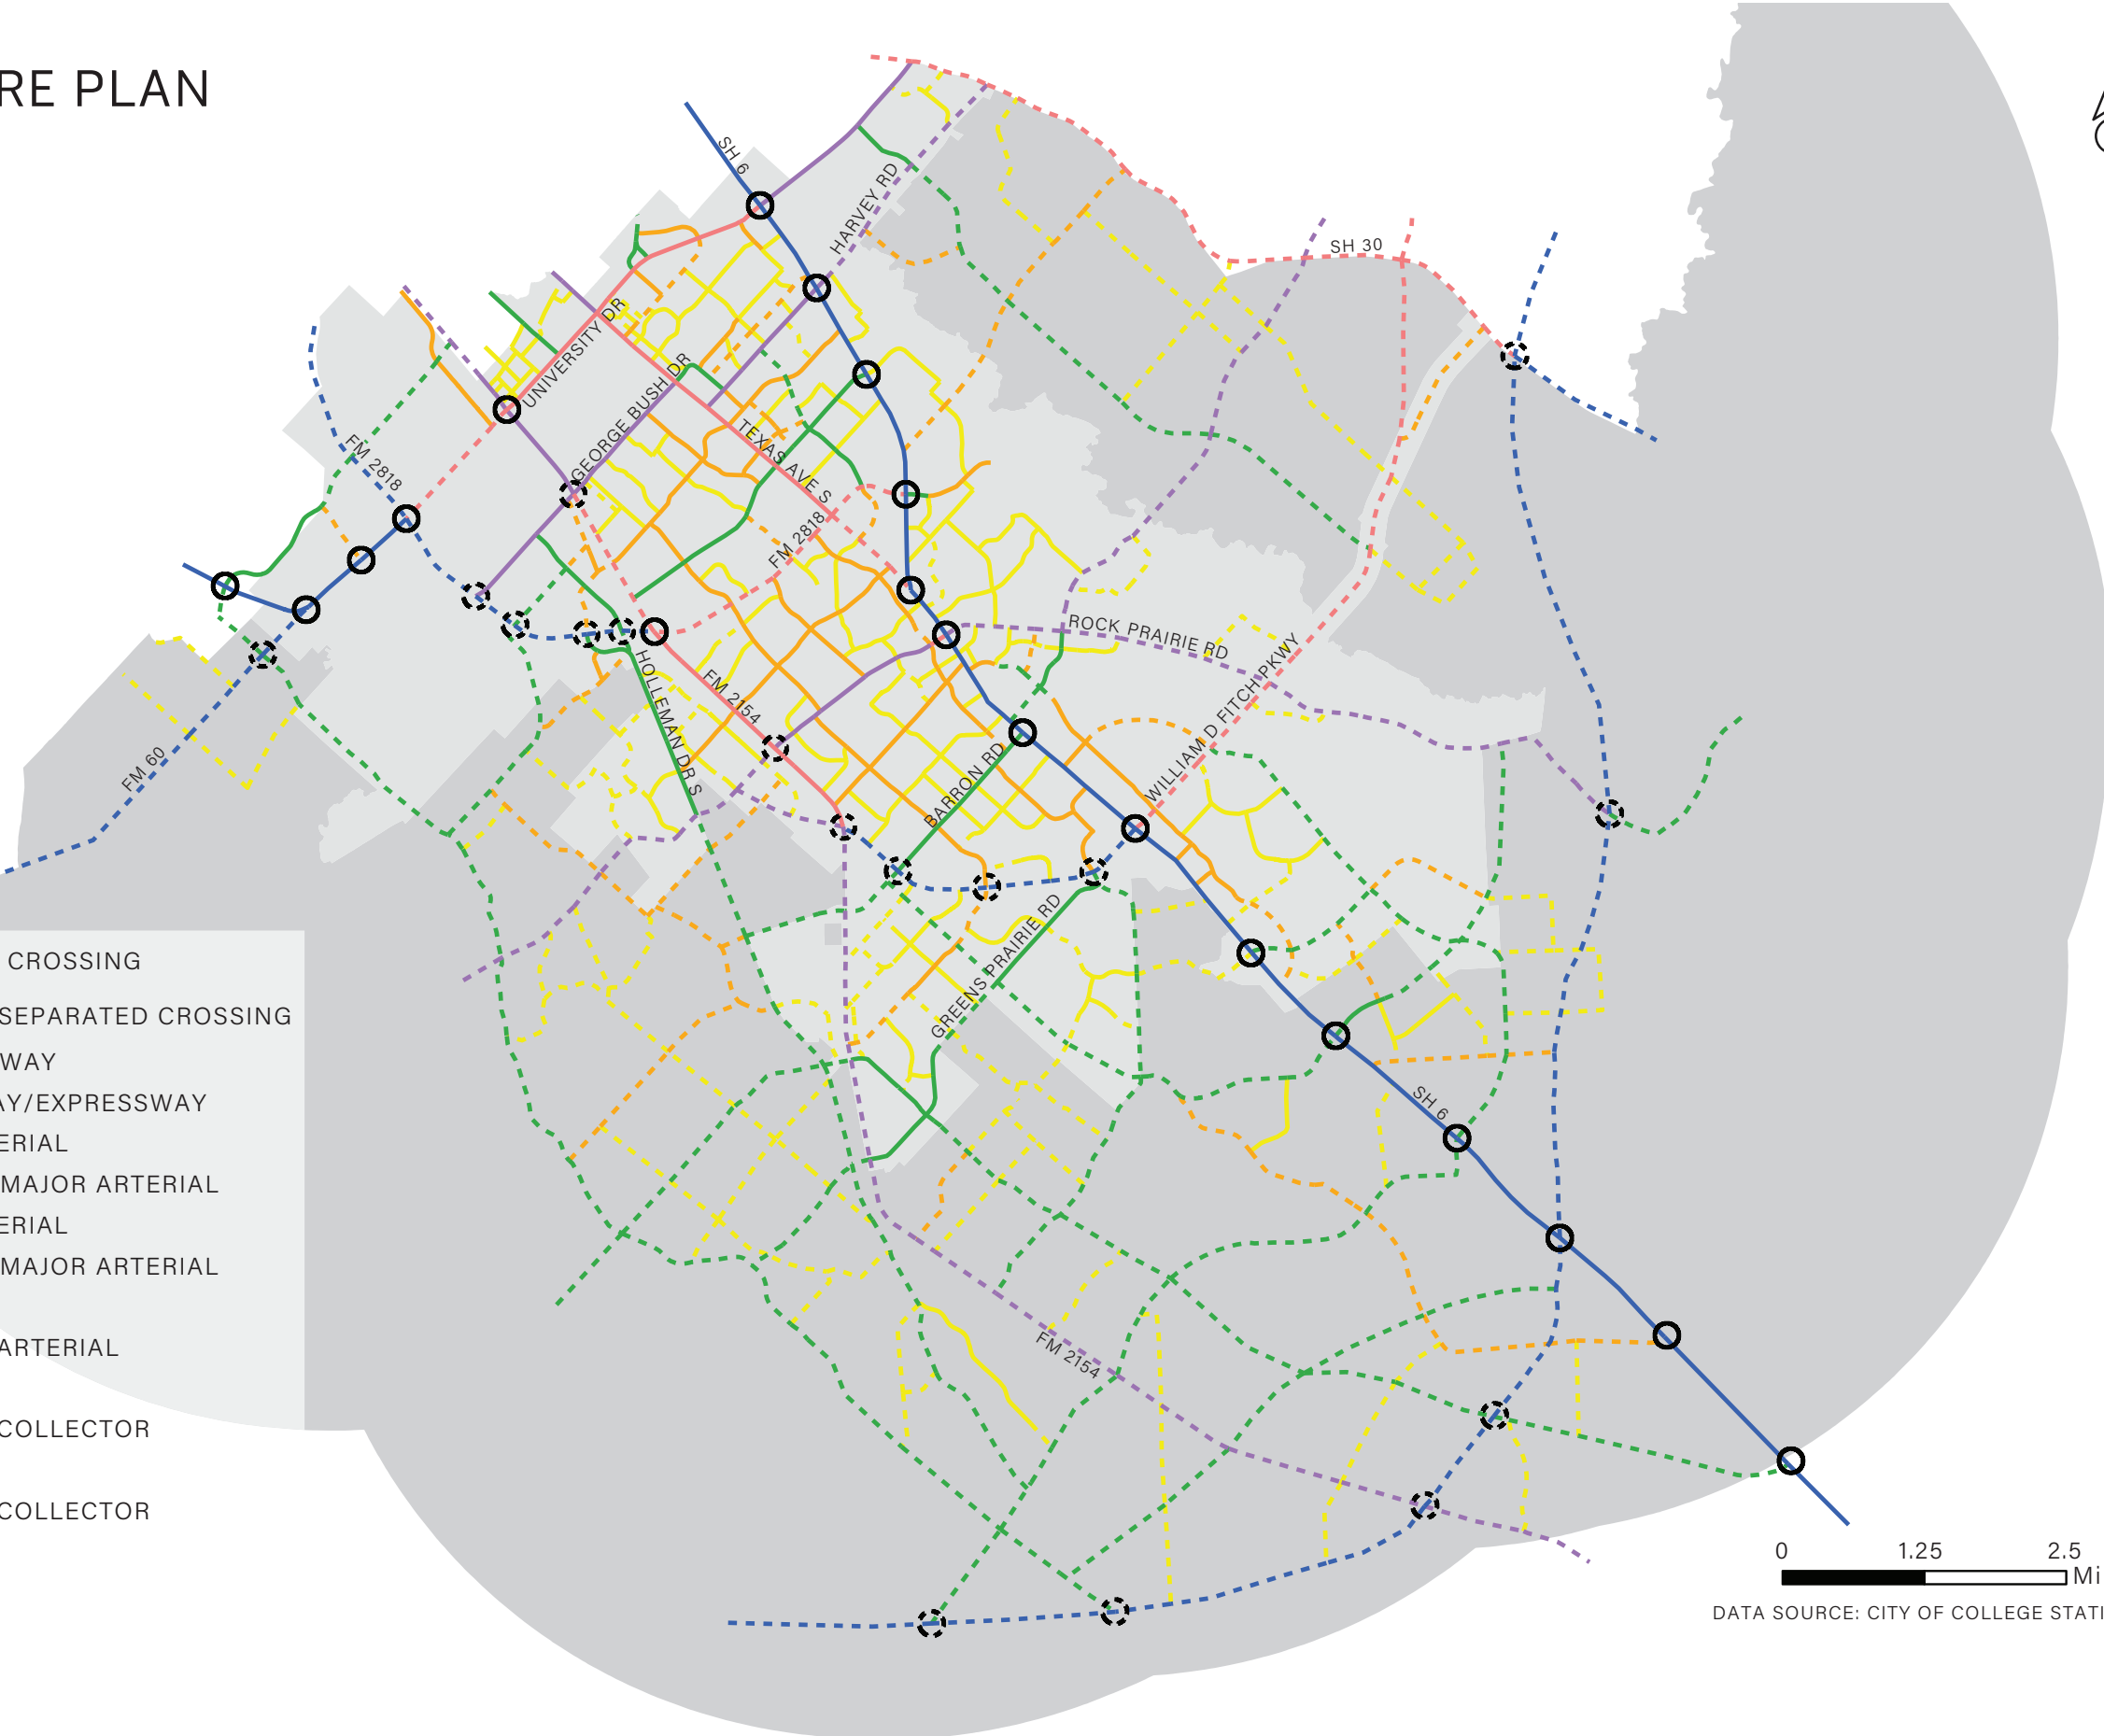 RE PLAN
SH 6
HARVEY RD
SH 30
UNIVERSITY DR
GEORGE BUSH DR
FM 2818
TEXAS AVE S
FM 2818
ROCK PRAIRIE RD
HOLLEMAN DR S
FM 2154
WILLIAM D FITCH PKWY
FM 60
BARRON RD
GREENS PRAIRIE RD
SH 6
FM 2154
CROSSING
SEPARATED CROSSING
WAY
AY/EXPRESSWAY
ERIAL
MAJOR ARTERIAL
ERIAL
MAJOR ARTERIAL
ARTERIAL
COLLECTOR
COLLECTOR
0 1.25 2.5
Mi
DATA SOURCE: CITY OF COLLEGE STATI